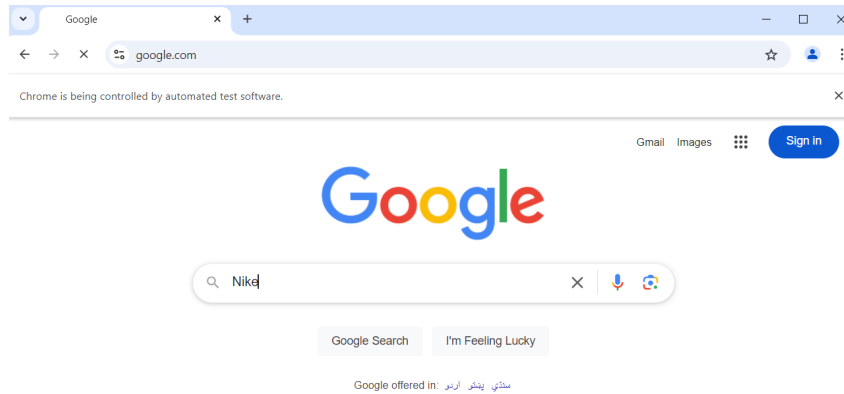 Google
google.com
Chrome is being controlled by automated test software.
Gmail Images Sign in
Google
Nike
Google Search I'm Feeling Lucky
Google offered in: اردو پښتو سنڌي